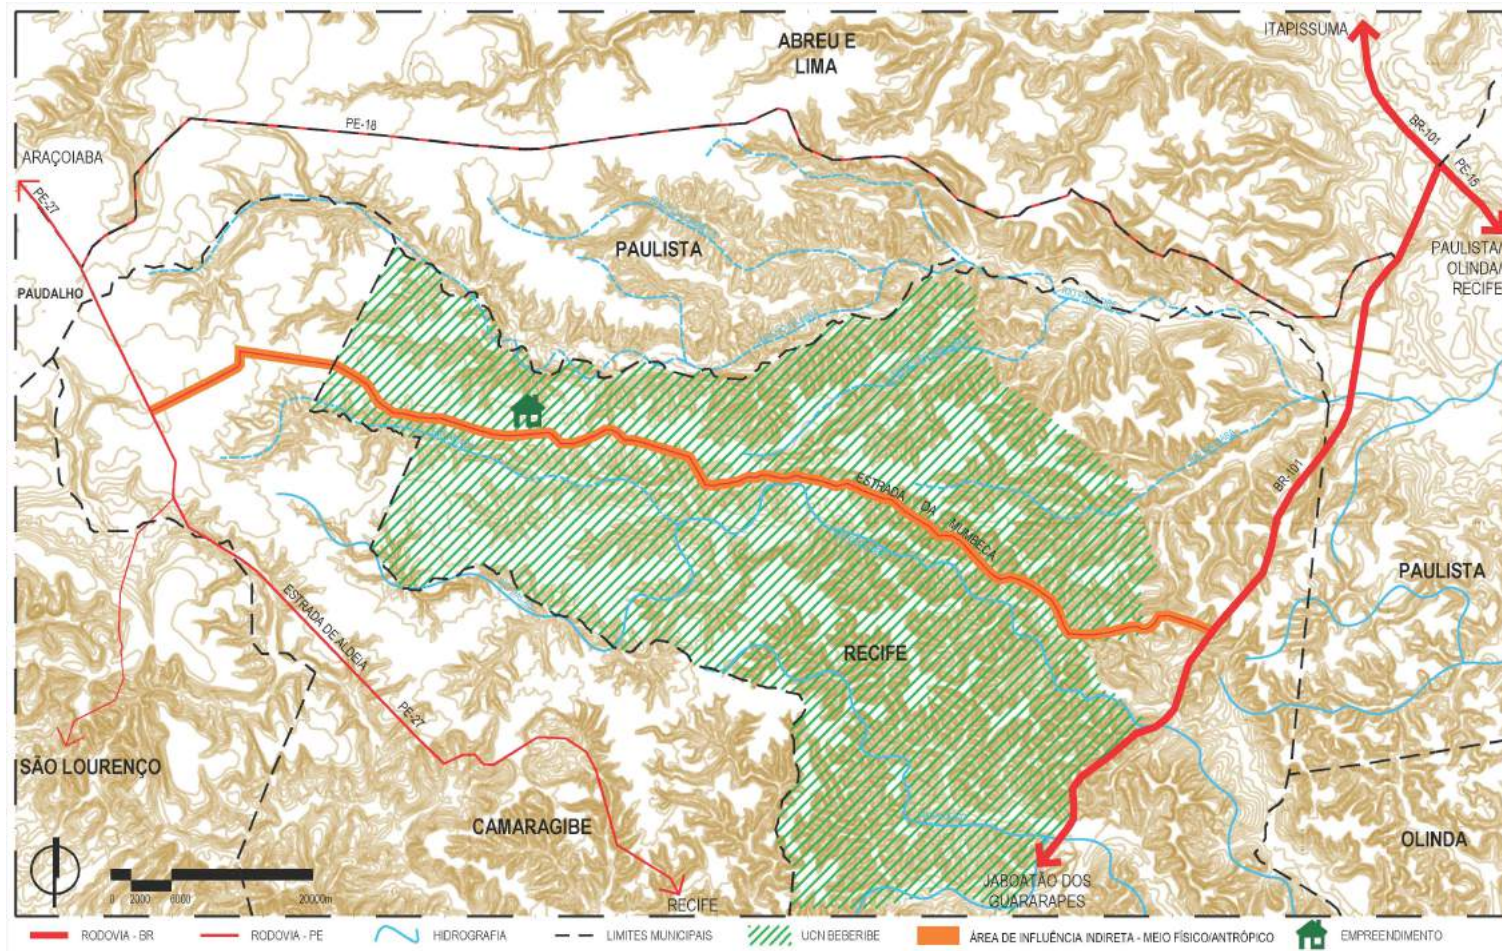 ABREU E
LIMA
ITAPISSUMA
PE-18
BR-101
PE-15
ARAÇOIABA
PE-27
PAULISTA
PAULISTA/
OLINDA/
RECIFE
PAUDALHO
ESTRADA DA MUMBECA
BR-101
PAULISTA
ESTRADA DE ALDEIA
RECIFE
PE-27
SÃO LOURENÇO
CAMARAGIBE
OLINDA
JABOATÃO DOS
GUARARAPES
RECIFE
0 2000 6000 20000m
RODOVIA - BR
RODOVIA - PE
HIDROGRAFIA
LIMITES MUNICIPAIS
UCN BEBERIBE
ÁREA DE INFLUÊNCIA INDIRETA - MEIO FÍSICO/ANTRÓPICO
EMPREENDIMENTO